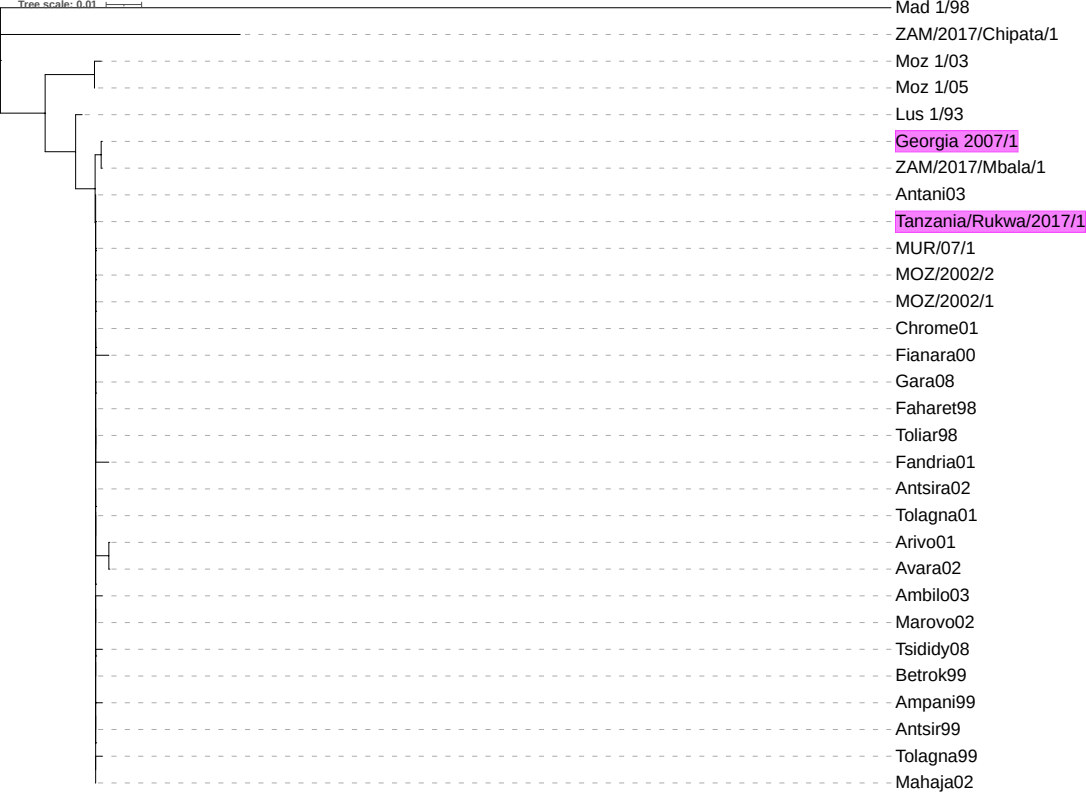 Tree scale: 0.01
Mad 1/98
ZAM/2017/Chipata/1
Moz 1/03
Moz 1/05
Lus 1/93
Georgia 2007/1
ZAM/2017/Mbala/1
Antani03
Tanzania/Rukwa/2017/1
MUR/07/1
MOZ/2002/2
MOZ/2002/1
Chrome01
Fianara00
Gara08
Faharet98
Toliar98
Fandria01
Antsira02
Tolagna01
Arivo01
Avara02
Ambilo03
Marovo02
Tsididy08
Betrok99
Ampani99
Antsir99
Tolagna99
Mahaja02